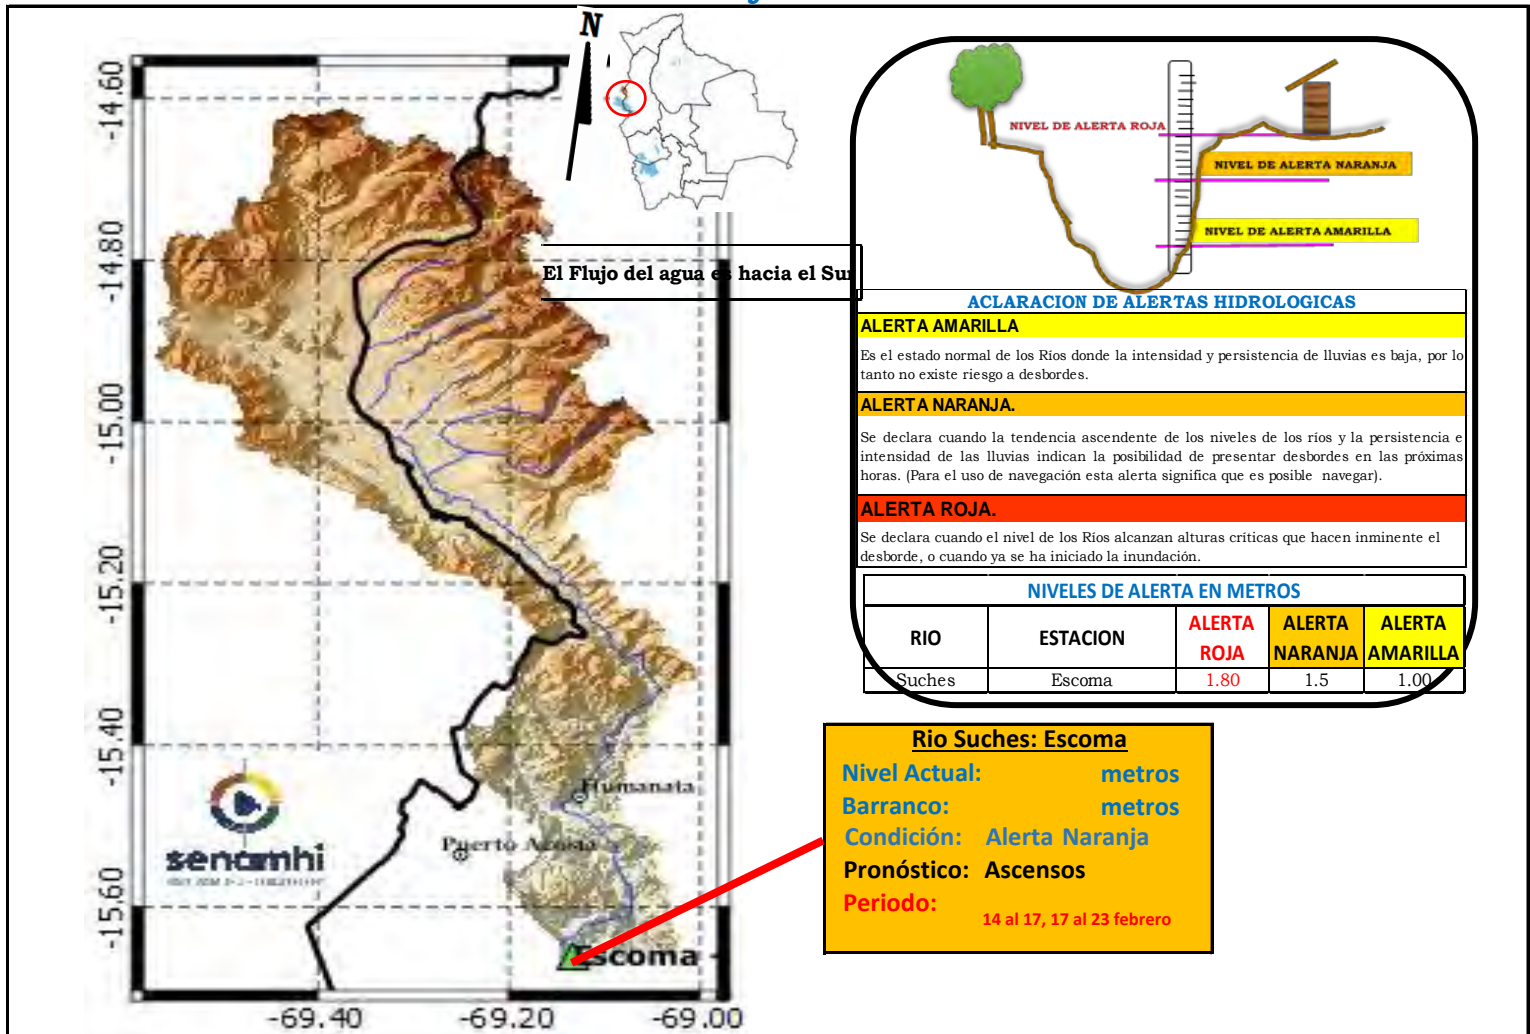 N
-14.60
-14.80
-15.00
-15.20
-15.40
-15.60
-69.40
-69.20
-69.00
El Flujo del agua es hacia el Sur
Humanata
Puerto Acosta
Escoma
senamhi
NIVEL DE ALERTA ROJA
NIVEL DE ALERTA NARANJA
NIVEL DE ALERTA AMARILLA
ACLARACION DE ALERTAS HIDROLOGICAS
ALERTA AMARILLA
Es el estado normal de los Ríos donde la intensidad y persistencia de lluvias es baja, por lo
tanto no existe riesgo a desbordes.
ALERTA NARANJA.
Se declara cuando la tendencia ascendente de los niveles de los ríos y la persistencia e
intensidad de las lluvias indican la posibilidad de presentar desbordes en las próximas
horas. (Para el uso de navegación esta alerta significa que es posible navegar).
ALERTA ROJA.
Se declara cuando el nivel de los Ríos alcanzan alturas críticas que hacen inminente el
desborde, o cuando ya se ha iniciado la inundación.
NIVELES DE ALERTA EN METROS
RIO ESTACION ALERTA ROJA ALERTA NARANJA ALERTA AMARILLA
Suches Escoma 1.80 1.5 1.00
Rio Suches: Escoma
Nivel Actual: metros
Barranco: metros
Condición: Alerta Naranja
Pronóstico: Ascensos
Periodo:
14 al 17, 17 al 23 febrero